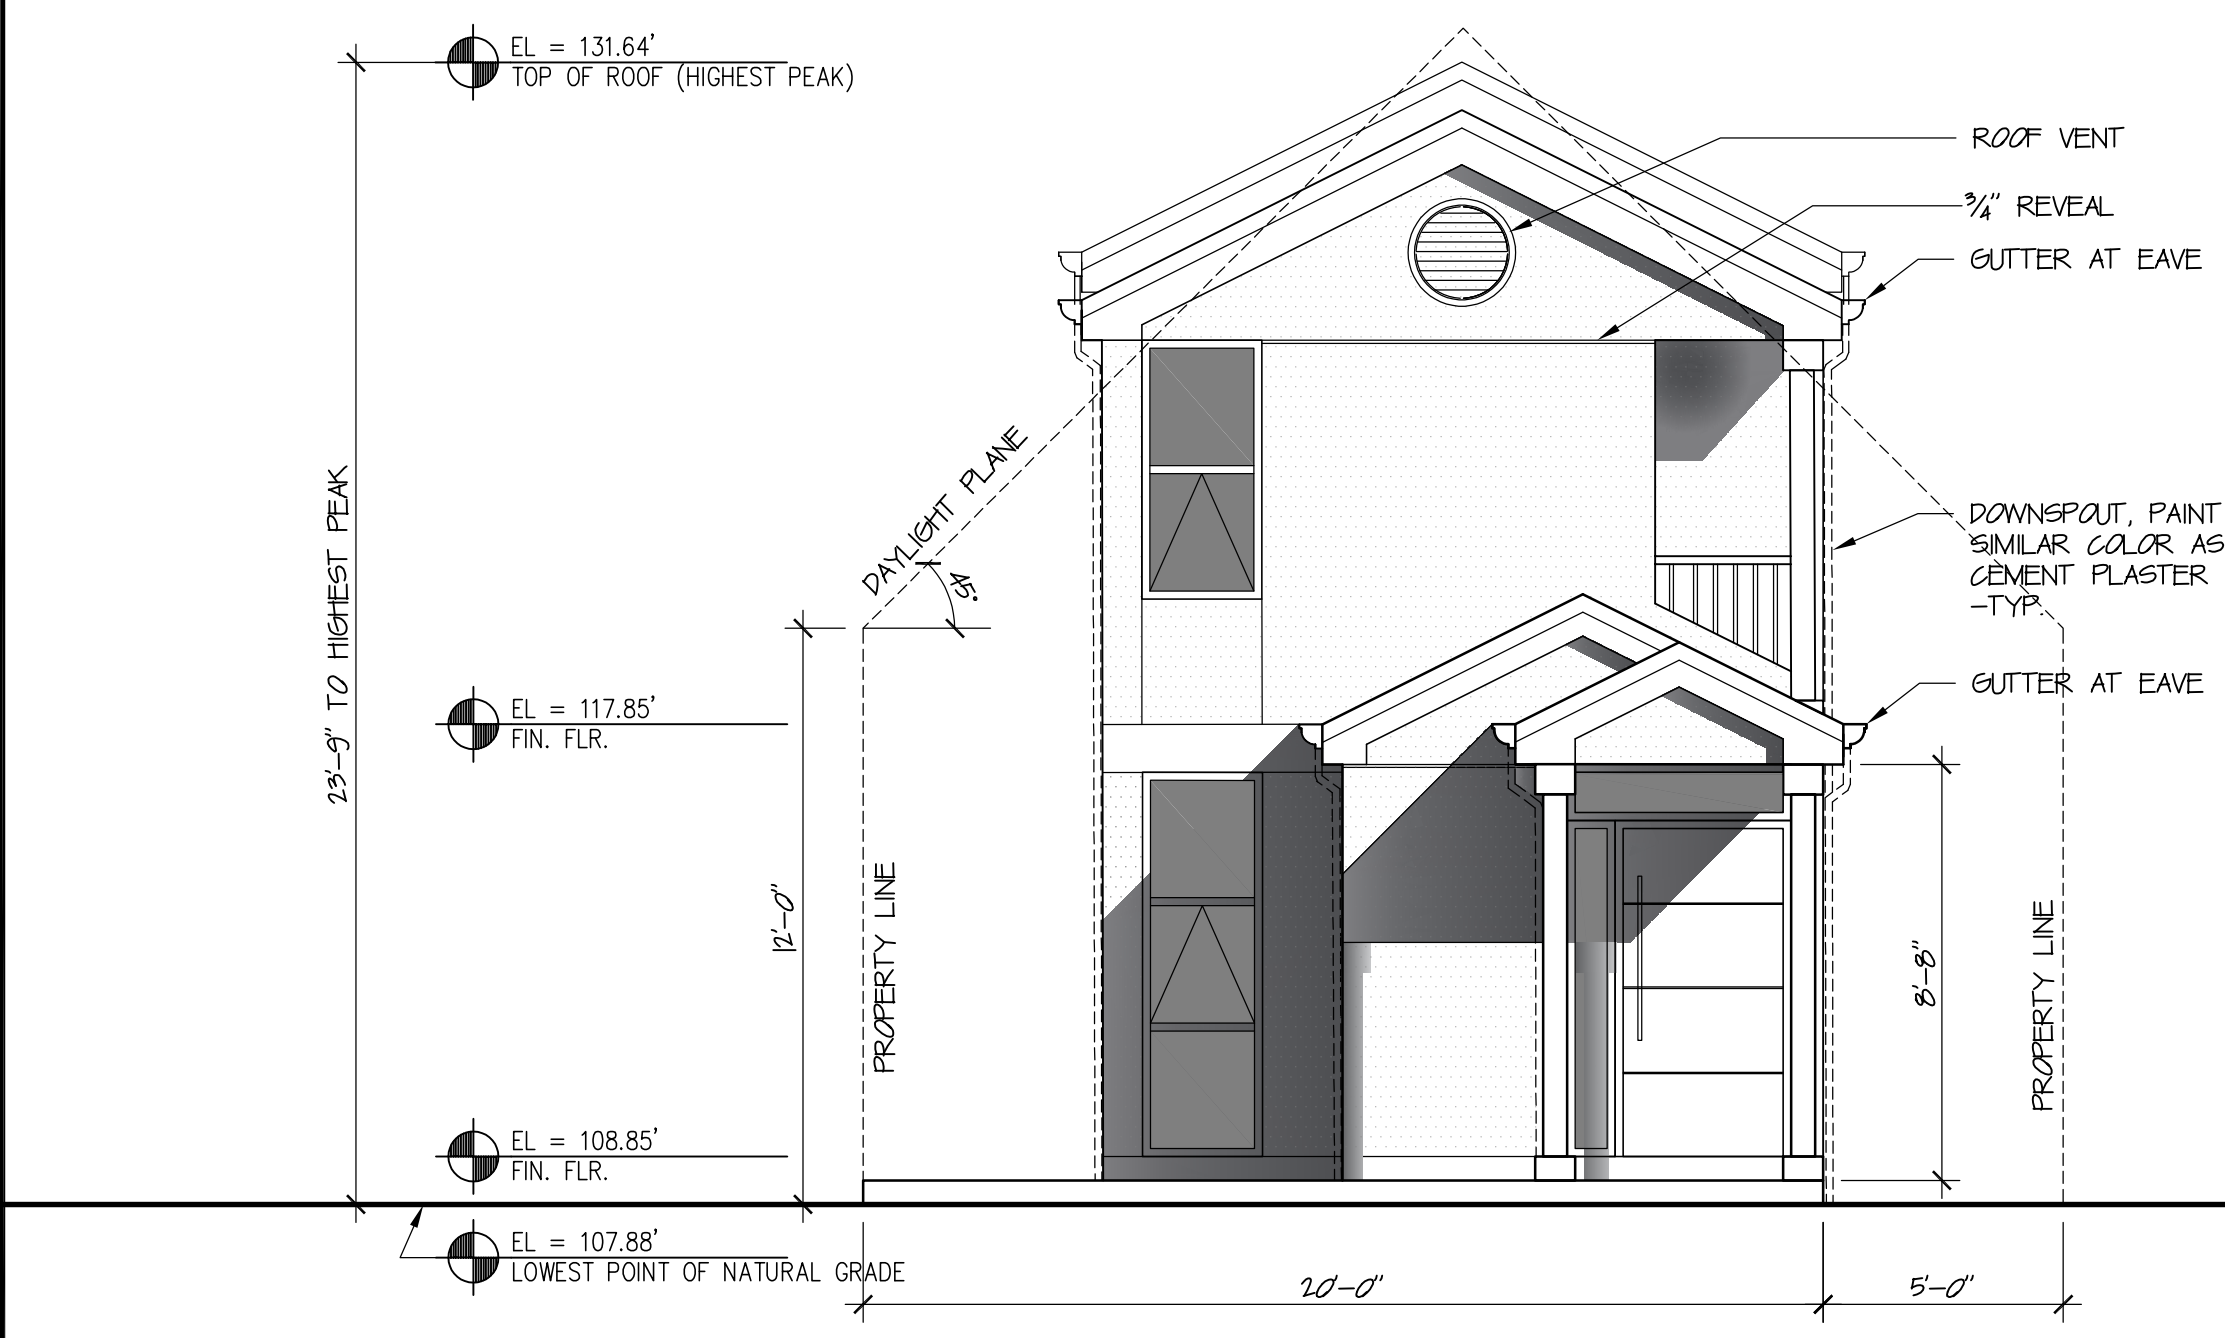 EL = 131.64'
TOP OF ROOF (HIGHEST PEAK)
ROOF VENT
3/4" REVEAL
GUTTER AT EAVE
DAYLIGHT PLANE
45°
DOWNSPOUT, PAINT
SIMILAR COLOR AS
CEMENT PLASTER
-TYP.
23'-9" TO HIGHEST PEAK
EL = 117.85'
FIN. FLR.
GUTTER AT EAVE
12'-0"
PROPERTY LINE
8'-8"
PROPERTY LINE
EL = 108.85'
FIN. FLR.
EL = 107.88'
LOWEST POINT OF NATURAL GRADE
20'-0"
5'-0"